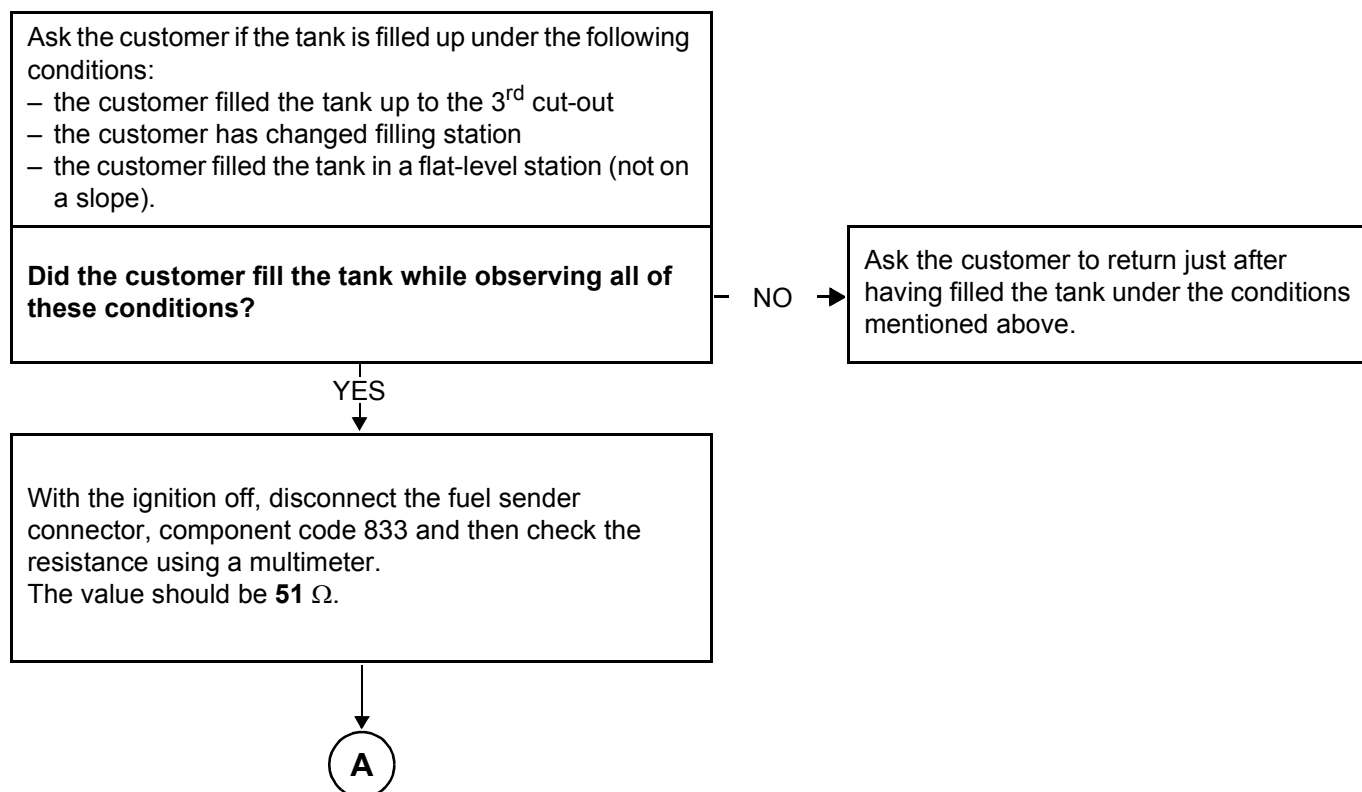 Ask the customer if the tank is filled up under the following
conditions:
– the customer filled the tank up to the 3rd cut-out
– the customer has changed filling station
– the customer filled the tank in a flat-level station (not on
a slope).
Did the customer fill the tank while observing all of
these conditions?
NO
Ask the customer to return just after
having filled the tank under the conditions
mentioned above.
YES
With the ignition off, disconnect the fuel sender
connector, component code 833 and then check the
resistance using a multimeter.
The value should be 51 Ω.
A